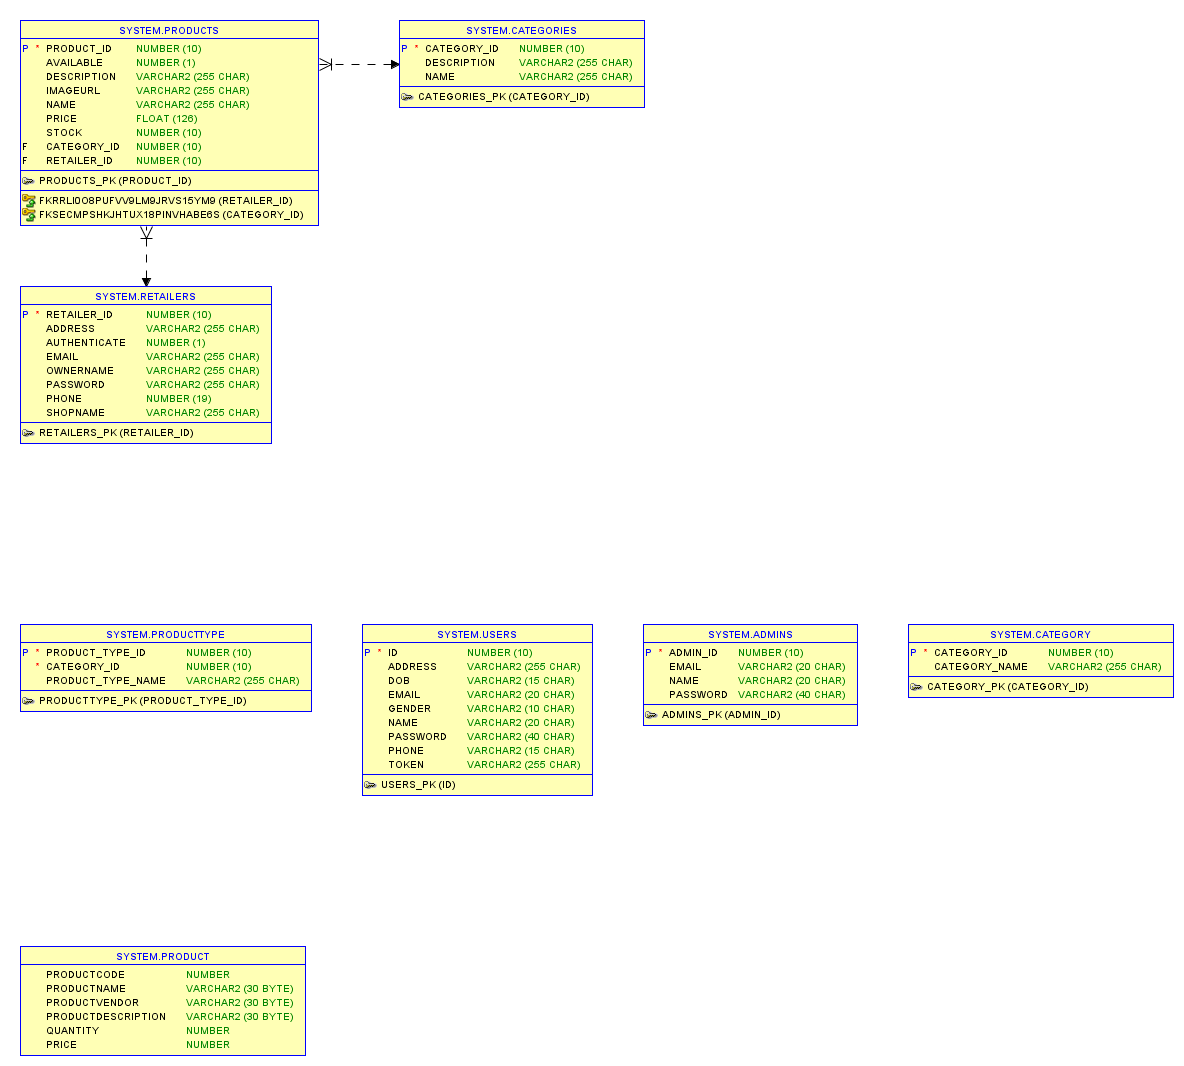 SYSTEM.PRODUCTS
P * PRODUCT_ID NUMBER (10)
AVAILABLE NUMBER (1)
DESCRIPTION VARCHAR2 (255 CHAR)
IMAGEURL VARCHAR2 (255 CHAR)
NAME VARCHAR2 (255 CHAR)
PRICE FLOAT (126)
STOCK NUMBER (10)
F CATEGORY_ID NUMBER (10)
F RETAILER_ID NUMBER (10)
PRODUCTS_PK (PRODUCT_ID)
FKRRLI0O8PUFVV9LM9JRVS15YM9 (RETAILER_ID)
FKSECMPSHKJHTUX18PINVHABE6S (CATEGORY_ID)
SYSTEM.CATEGORIES
P * CATEGORY_ID NUMBER (10)
DESCRIPTION VARCHAR2 (255 CHAR)
NAME VARCHAR2 (255 CHAR)
CATEGORIES_PK (CATEGORY_ID)
SYSTEM.RETAILERS
P * RETAILER_ID NUMBER (10)
ADDRESS VARCHAR2 (255 CHAR)
AUTHENTICATE NUMBER (1)
EMAIL VARCHAR2 (255 CHAR)
OWNERNAME VARCHAR2 (255 CHAR)
PASSWORD VARCHAR2 (255 CHAR)
PHONE NUMBER (19)
SHOPNAME VARCHAR2 (255 CHAR)
RETAILERS_PK (RETAILER_ID)
SYSTEM.PRODUCTTYPE
P * PRODUCT_TYPE_ID NUMBER (10)
* CATEGORY_ID NUMBER (10)
PRODUCT_TYPE_NAME VARCHAR2 (255 CHAR)
PRODUCTTYPE_PK (PRODUCT_TYPE_ID)
SYSTEM.USERS
P * ID NUMBER (10)
ADDRESS VARCHAR2 (255 CHAR)
DOB VARCHAR2 (15 CHAR)
EMAIL VARCHAR2 (20 CHAR)
GENDER VARCHAR2 (10 CHAR)
NAME VARCHAR2 (20 CHAR)
PASSWORD VARCHAR2 (40 CHAR)
PHONE VARCHAR2 (15 CHAR)
TOKEN VARCHAR2 (255 CHAR)
USERS_PK (ID)
SYSTEM.ADMINS
P * ADMIN_ID NUMBER (10)
EMAIL VARCHAR2 (20 CHAR)
NAME VARCHAR2 (20 CHAR)
PASSWORD VARCHAR2 (40 CHAR)
ADMINS_PK (ADMIN_ID)
SYSTEM.CATEGORY
P * CATEGORY_ID NUMBER (10)
CATEGORY_NAME VARCHAR2 (255 CHAR)
CATEGORY_PK (CATEGORY_ID)
SYSTEM.PRODUCT
PRODUCTCODE NUMBER
PRODUCTNAME VARCHAR2 (30 BYTE)
PRODUCTVENDOR VARCHAR2 (30 BYTE)
PRODUCTDESCRIPTION VARCHAR2 (30 BYTE)
QUANTITY NUMBER
PRICE NUMBER